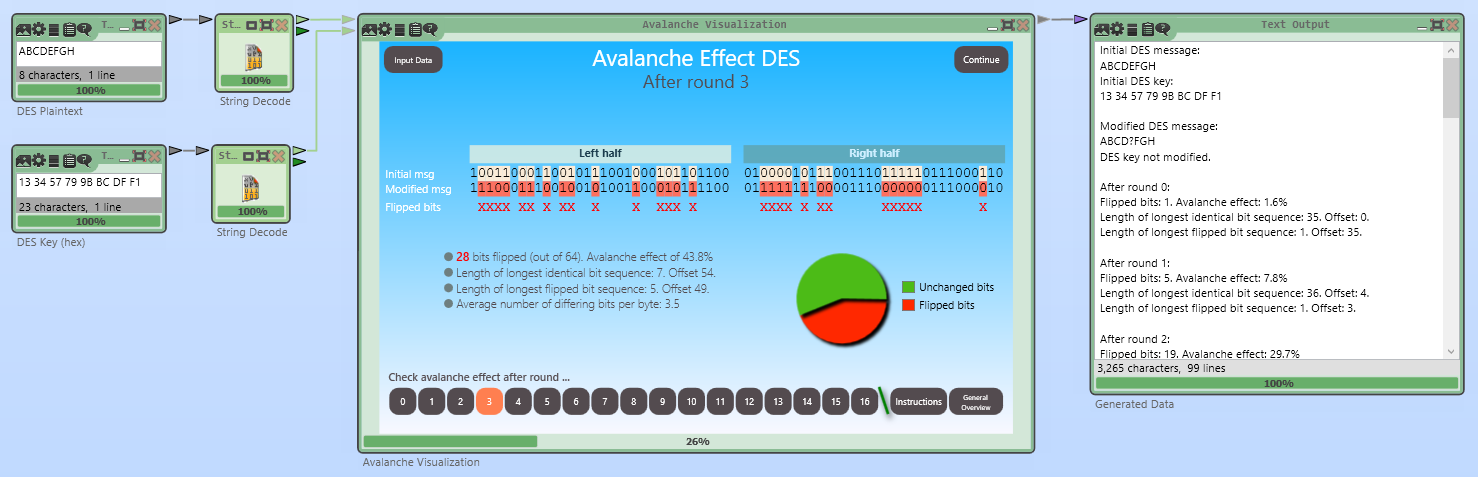 ABCDEFGH
8 characters, 1 line
100%
DES Plaintext
St...
100%
String Decode
13 34 57 79 9B BC DF F1
23 characters, 1 line
100%
DES Key (hex)
St...
100%
String Decode
Avalanche Visualization
Input Data
Avalanche Effect DES
After round 3
Continue
Left half
Right half
Initial msg
Modified msg
Flipped bits
28 bits flipped (out of 64). Avalanche effect of 43.8%
Length of longest identical bit sequence: 7. Offset 54.
Length of longest flipped bit sequence: 5. Offset 49.
Average number of differing bits per byte: 3.5
Unchanged bits
Flipped bits
Check avalanche effect after round ...
0 1 2 3 4 5 6 7 8 9 10 11 12 13 14 15 16 Instructions General Overview
26%
Avalanche Visualization
Text Output
Initial DES message:
ABCDEFGH
Initial DES key:
13 34 57 79 9B BC DF F1
Modified DES message:
ABCD?FGH
DES key not modified.
After round 0:
Flipped bits: 1. Avalanche effect: 1.6%
Length of longest identical bit sequence: 35. Offset: 0.
Length of longest flipped bit sequence: 1. Offset: 35.
After round 1:
Flipped bits: 5. Avalanche effect: 7.8%
Length of longest identical bit sequence: 36. Offset: 4.
Length of longest flipped bit sequence: 1. Offset: 3.
After round 2:
Flipped bits: 19. Avalanche effect: 29.7%
3,265 characters, 99 lines
100%
Generated Data